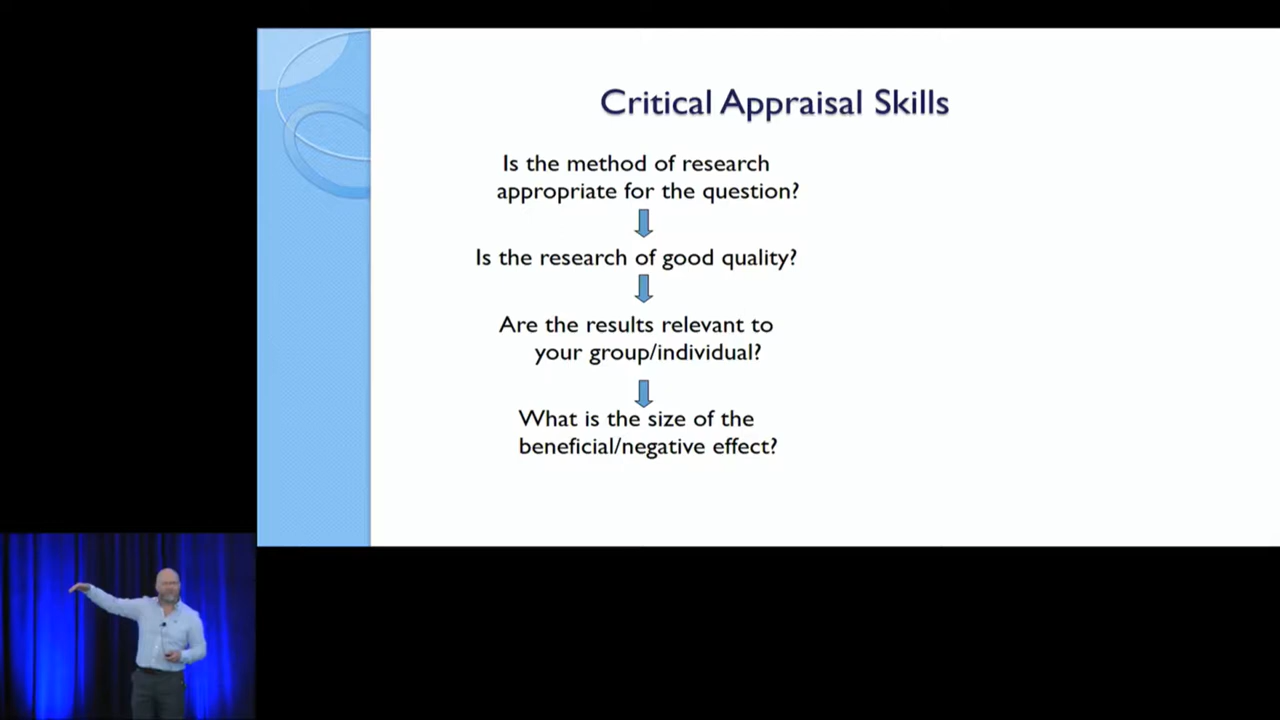 Critical Appraisal Skills
Is the method of research
appropriate for the question?
Is the research of good quality?
Are the results relevant to
your group/individual?
What is the size of the
beneficial/negative effect?